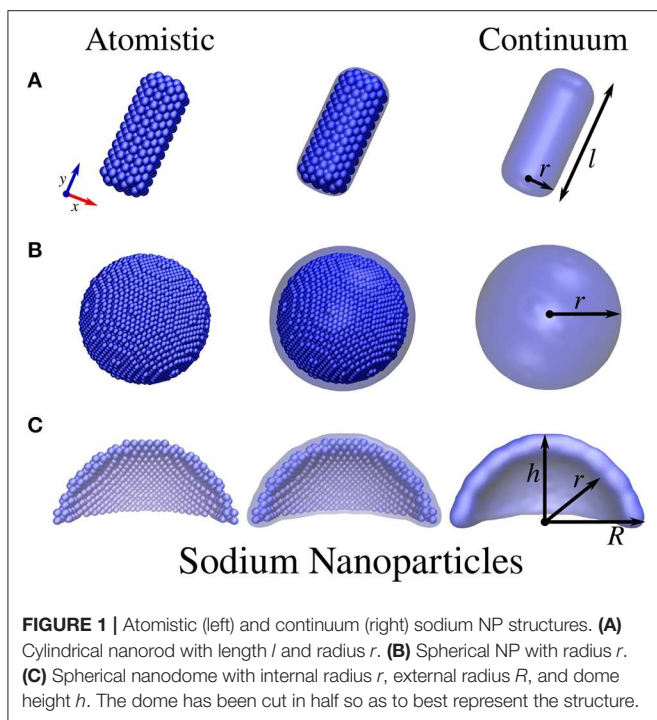 Atomistic Continuum
A
y
x
r
l
B
r
C
h
r
R
Sodium Nanoparticles
FIGURE 1 | Atomistic (left) and continuum (right) sodium NP structures. (A)
Cylindrical nanorod with length l and radius r. (B) Spherical NP with radius r.
(C) Spherical nanodome with internal radius r, external radius R, and dome
height h. The dome has been cut in half so as to best represent the structure.